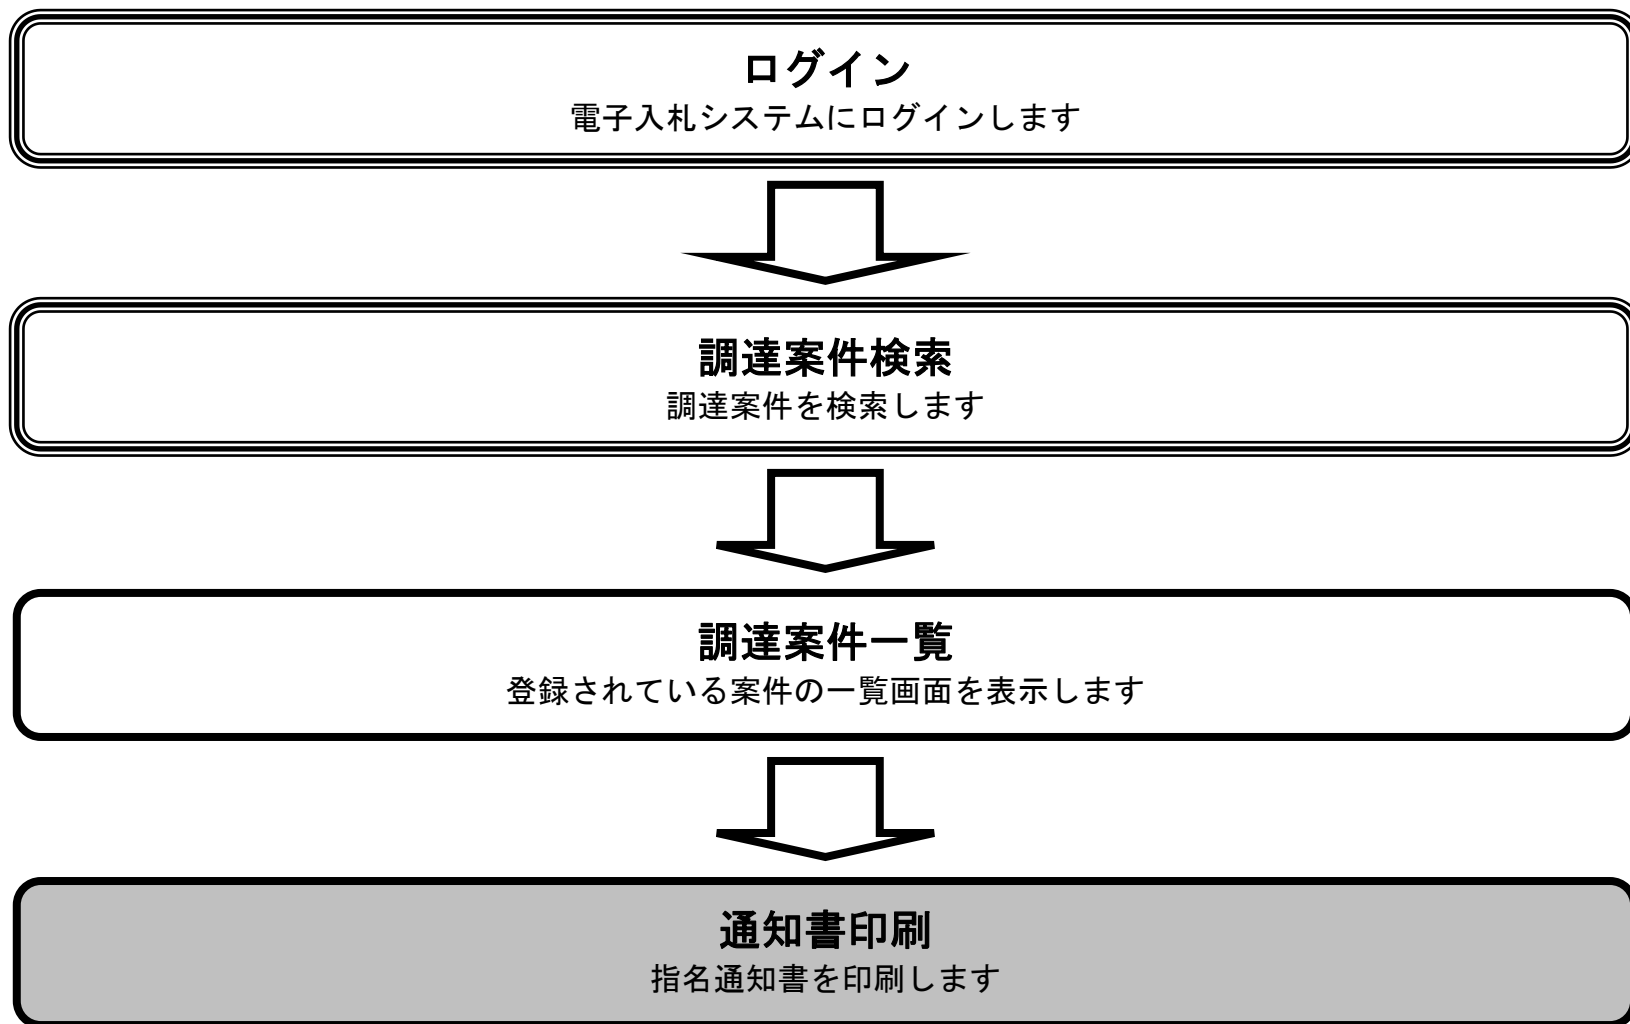 ログイン
電子入札システムにログインします
調達案件検索
調達案件を検索します
調達案件一覧
登録されている案件の一覧画面を表示します
通知書印刷
指名通知書を印刷します